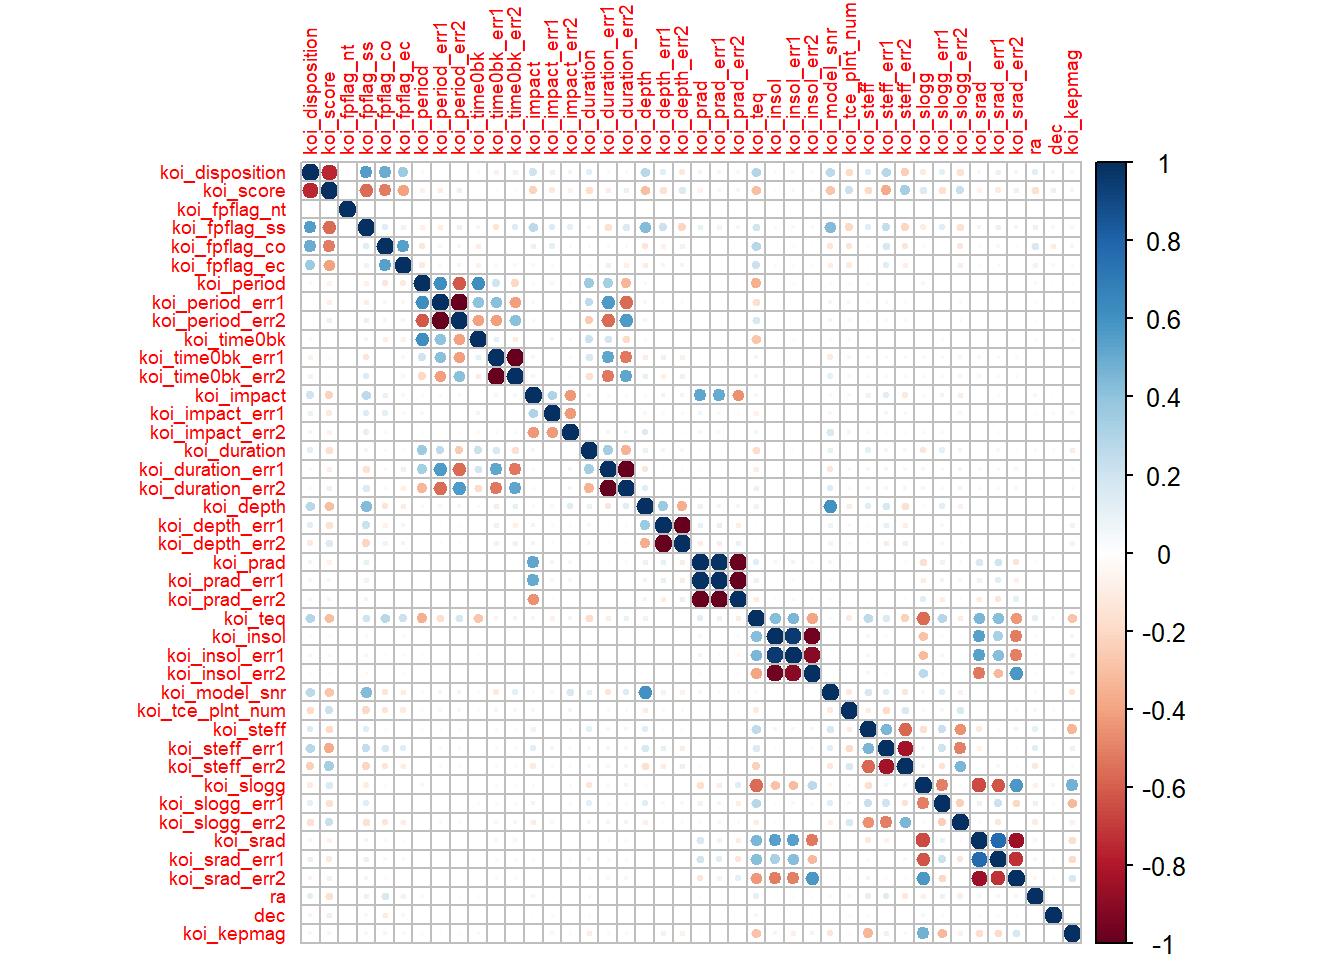 koi_disposition
koi_score
koi_fpflag_nt
koi_fpflag_ss
koi_fpflag_co
koi_fpflag_ec
koi_period
koi_period_err1
koi_period_err2
koi_time0bk
koi_time0bk_err1
koi_time0bk_err2
koi_impact
koi_impact_err1
koi_impact_err2
koi_duration
koi_duration_err1
koi_duration_err2
koi_depth
koi_depth_err1
koi_depth_err2
koi_prad
koi_prad_err1
koi_prad_err2
koi_teq
koi_insol
koi_insol_err1
koi_insol_err2
koi_model_snr
koi_tce_plnt_num
koi_steff
koi_steff_err1
koi_steff_err2
koi_slogg
koi_slogg_err1
koi_slogg_err2
koi_srad
koi_srad_err1
koi_srad_err2
ra
dec
koi_kepmag
koi_disposition
koi_score
koi_fpflag_nt
koi_fpflag_ss
koi_fpflag_co
koi_fpflag_ec
koi_period
koi_period_err1
koi_period_err2
koi_time0bk
koi_time0bk_err1
koi_time0bk_err2
koi_impact
koi_impact_err1
koi_impact_err2
koi_duration
koi_duration_err1
koi_duration_err2
koi_depth
koi_depth_err1
koi_depth_err2
koi_prad
koi_prad_err1
koi_prad_err2
koi_teq
koi_insol
koi_insol_err1
koi_insol_err2
koi_model_snr
koi_tce_plnt_num
koi_steff
koi_steff_err1
koi_steff_err2
koi_slogg
koi_slogg_err1
koi_slogg_err2
koi_srad
koi_srad_err1
koi_srad_err2
ra
dec
koi_kepmag
1
0.8
0.6
0.4
0.2
0
-0.2
-0.4
-0.6
-0.8
-1